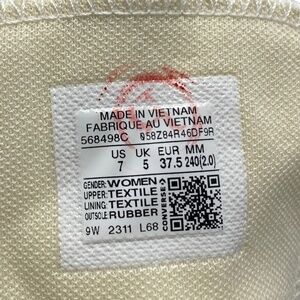 MADE IN VIETNAM
FABRIQUE AU VIETNAM
568498C 058Z84R46DF9R
US UK EUR MM
7 5 37.5 240(2.0)
GENDER: WOMEN
UPPER: TEXTILE
LINING: TEXTILE
OUTSOLE: RUBBER
CONVERSE
9W 2311 L68